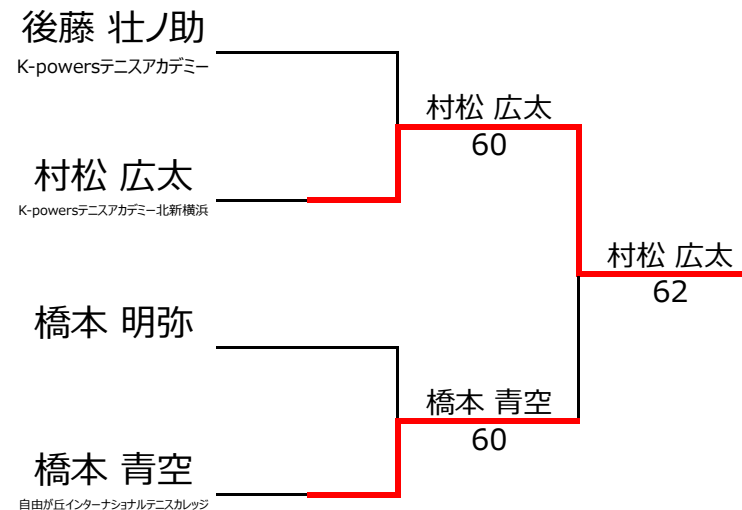 後藤 壮ノ助
K-powersテニスアカデミー
村松 広太
60
村松 広太
K-powersテニスアカデミー北新横浜
村松 広太
62
橋本 明弥
橋本 青空
60
橋本 青空
自由が丘インターナショナルテニスカレッジ